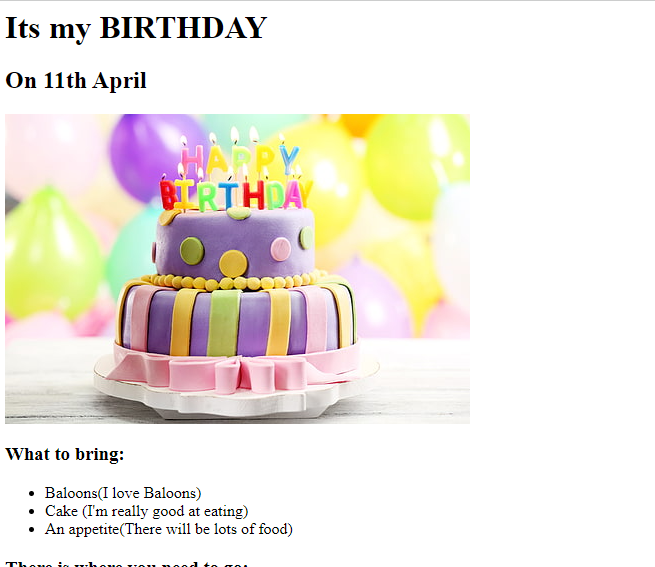 Its my BIRTHDAY
On 11th April
HAPPY
BIRTHDAY
What to bring:
Baloons(I love Baloons)
Cake (I'm really good at eating)
An appetite(There will be lots of food)
There is where you need to go: